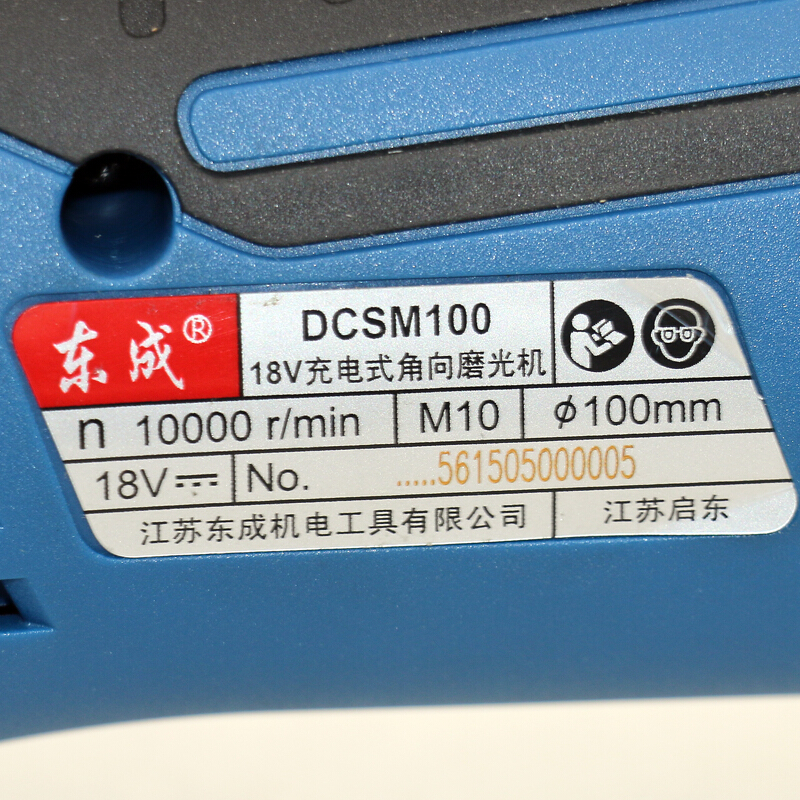 东成®
DCSM100
18V充电式角向磨光机
n 10000 r/min M10 φ100mm
18V⎓ No. .....561505000005
江苏东成机电工具有限公司 江苏启东